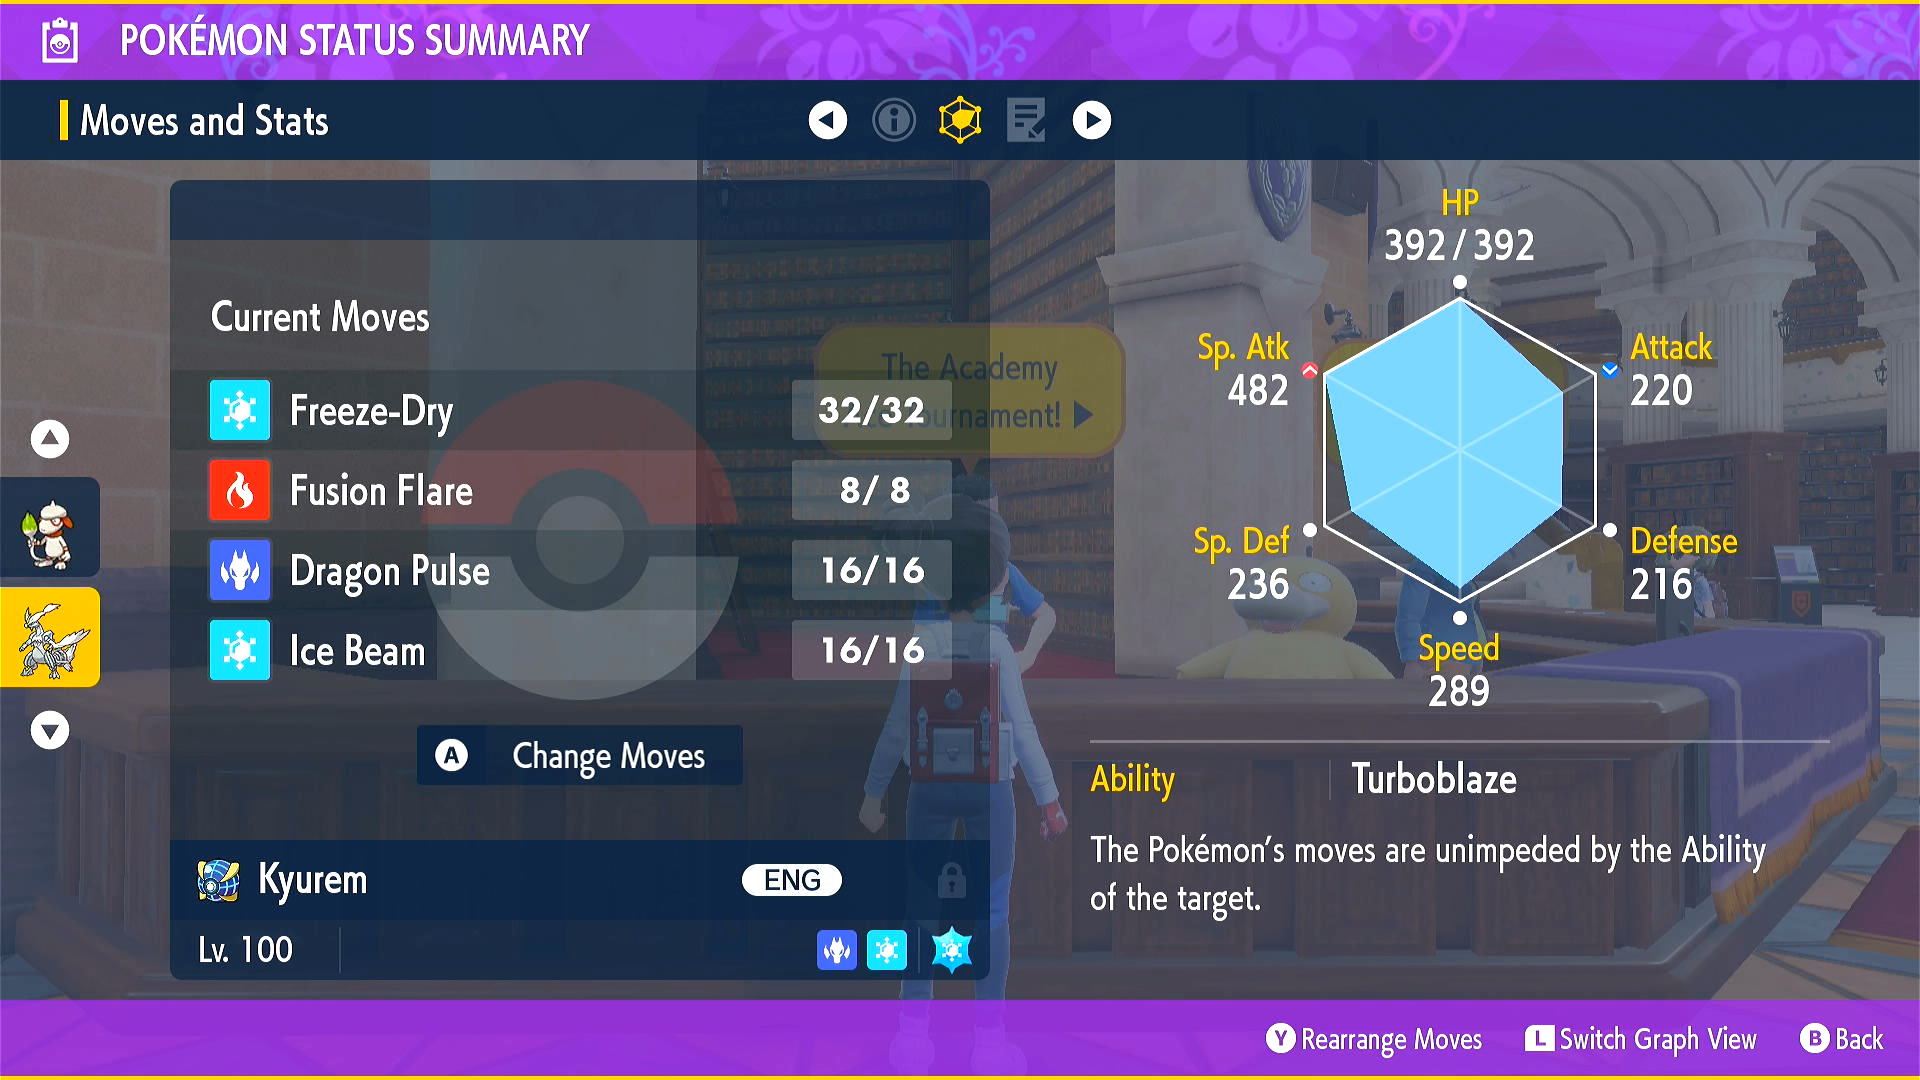 POKÉMON STATUS SUMMARY
Moves and Stats
Current Moves
Freeze-Dry 32/32
Fusion Flare 8/ 8
Dragon Pulse 16/16
Ice Beam 16/16
A Change Moves
Kyurem ENG
Lv. 100
The Academy
Tournament!
HP
392 / 392
Sp. Atk
482
Attack
220
Sp. Def
236
Defense
216
Speed
289
Ability Turboblaze
The Pokémon's moves are unimpeded by the Ability
of the target.
Y Rearrange Moves L Switch Graph View B Back